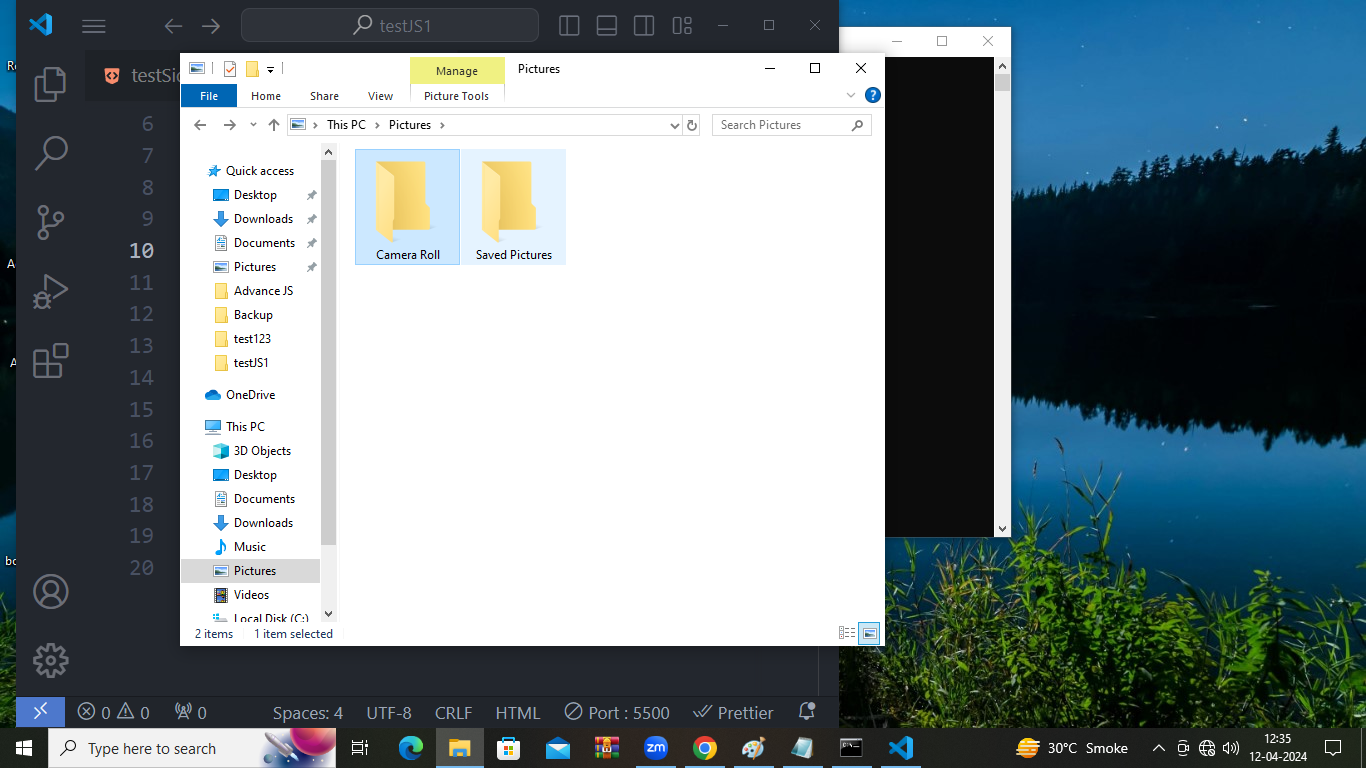 testJS1
testSi
Manage
Pictures
File
Home
Share
View
Picture Tools
This PC
Pictures
Search Pictures
6
7
8
9
10
11
12
13
14
15
16
17
18
19
20
Quick access
Desktop
Downloads
Documents
Pictures
Advance JS
Backup
test123
testJS1
OneDrive
This PC
3D Objects
Desktop
Documents
Downloads
Music
Pictures
Videos
Local Disk (C:)
Camera Roll
Saved Pictures
2 items
1 item selected
0 0 0
Spaces: 4
UTF-8
CRLF
HTML
Port : 5500
Prettier
Type here to search
zm
30°C Smoke
12:35
12-04-2024